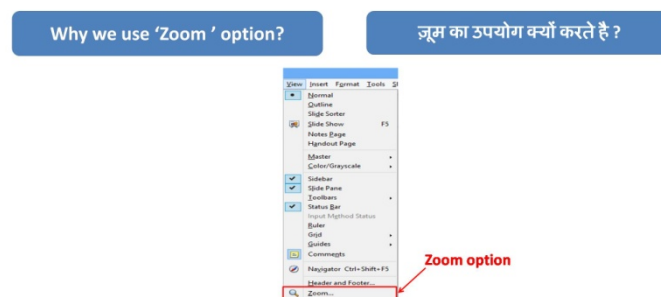 Why we use ‘Zoom ’ option?
ज़ूम का उपयोग क्यों करते है ?
View Insert Format Tools Sl
Normal
Outline
Slide Sorter
Slide Show F5
Notes Page
Handout Page
Master
Color/Grayscale
Sidebar
Slide Pane
Toolbars
Status Bar
Input Method Status
Ruler
Grid
Guides
Comments
Navigator Ctrl+Shift+F5
Header and Footer...
Zoom...
Zoom option